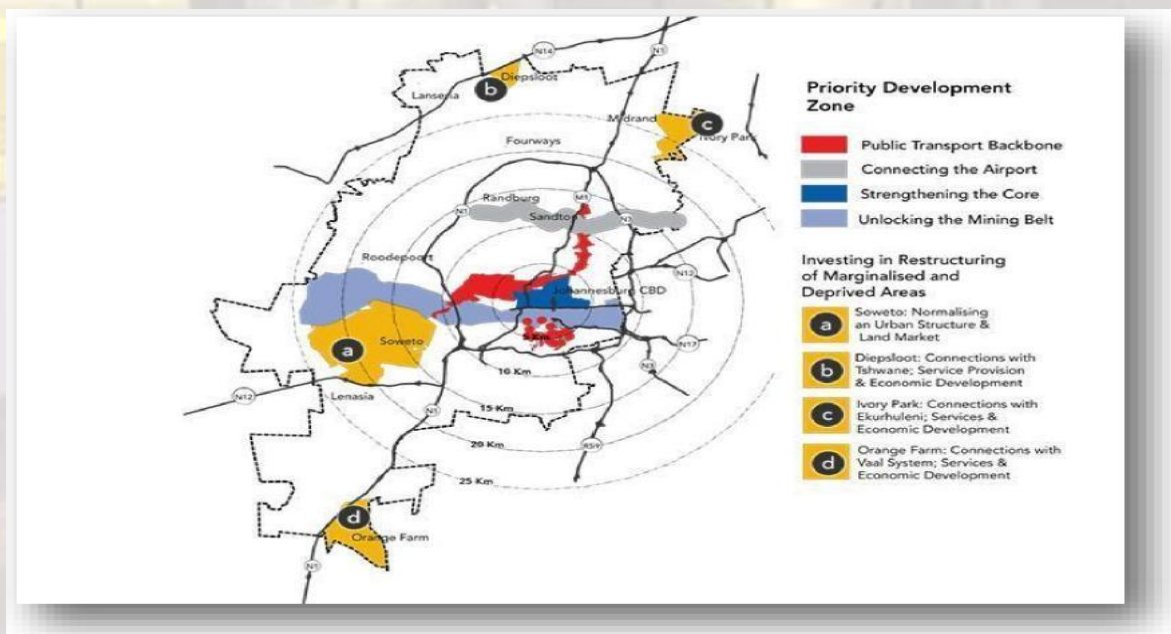 N14
N1
Diepsloot
b
Lanseria
Midrand
c
Ivory Park
Fourways
Randburg
M1
N1
Sandton
N3
Roodepoort
N12
Johannesburg CBD
5 Km
Soweto
a
N17
10 Km
N3
N12
Lenasia
N1
15 Km
20 Km
R59
25 Km
d
Orange Farm
N1
Priority Development
Zone
Public Transport Backbone
Connecting the Airport
Strengthening the Core
Unlocking the Mining Belt
Investing in Restructuring
of Marginalised and
Deprived Areas
a
Soweto: Normalising
an Urban Structure &
Land Market
b
Diepsloot: Connections with
Tshwane; Service Provision
& Economic Development
c
Ivory Park: Connections with
Ekurhuleni; Services &
Economic Development
d
Orange Farm: Connections with
Vaal System; Services &
Economic Development